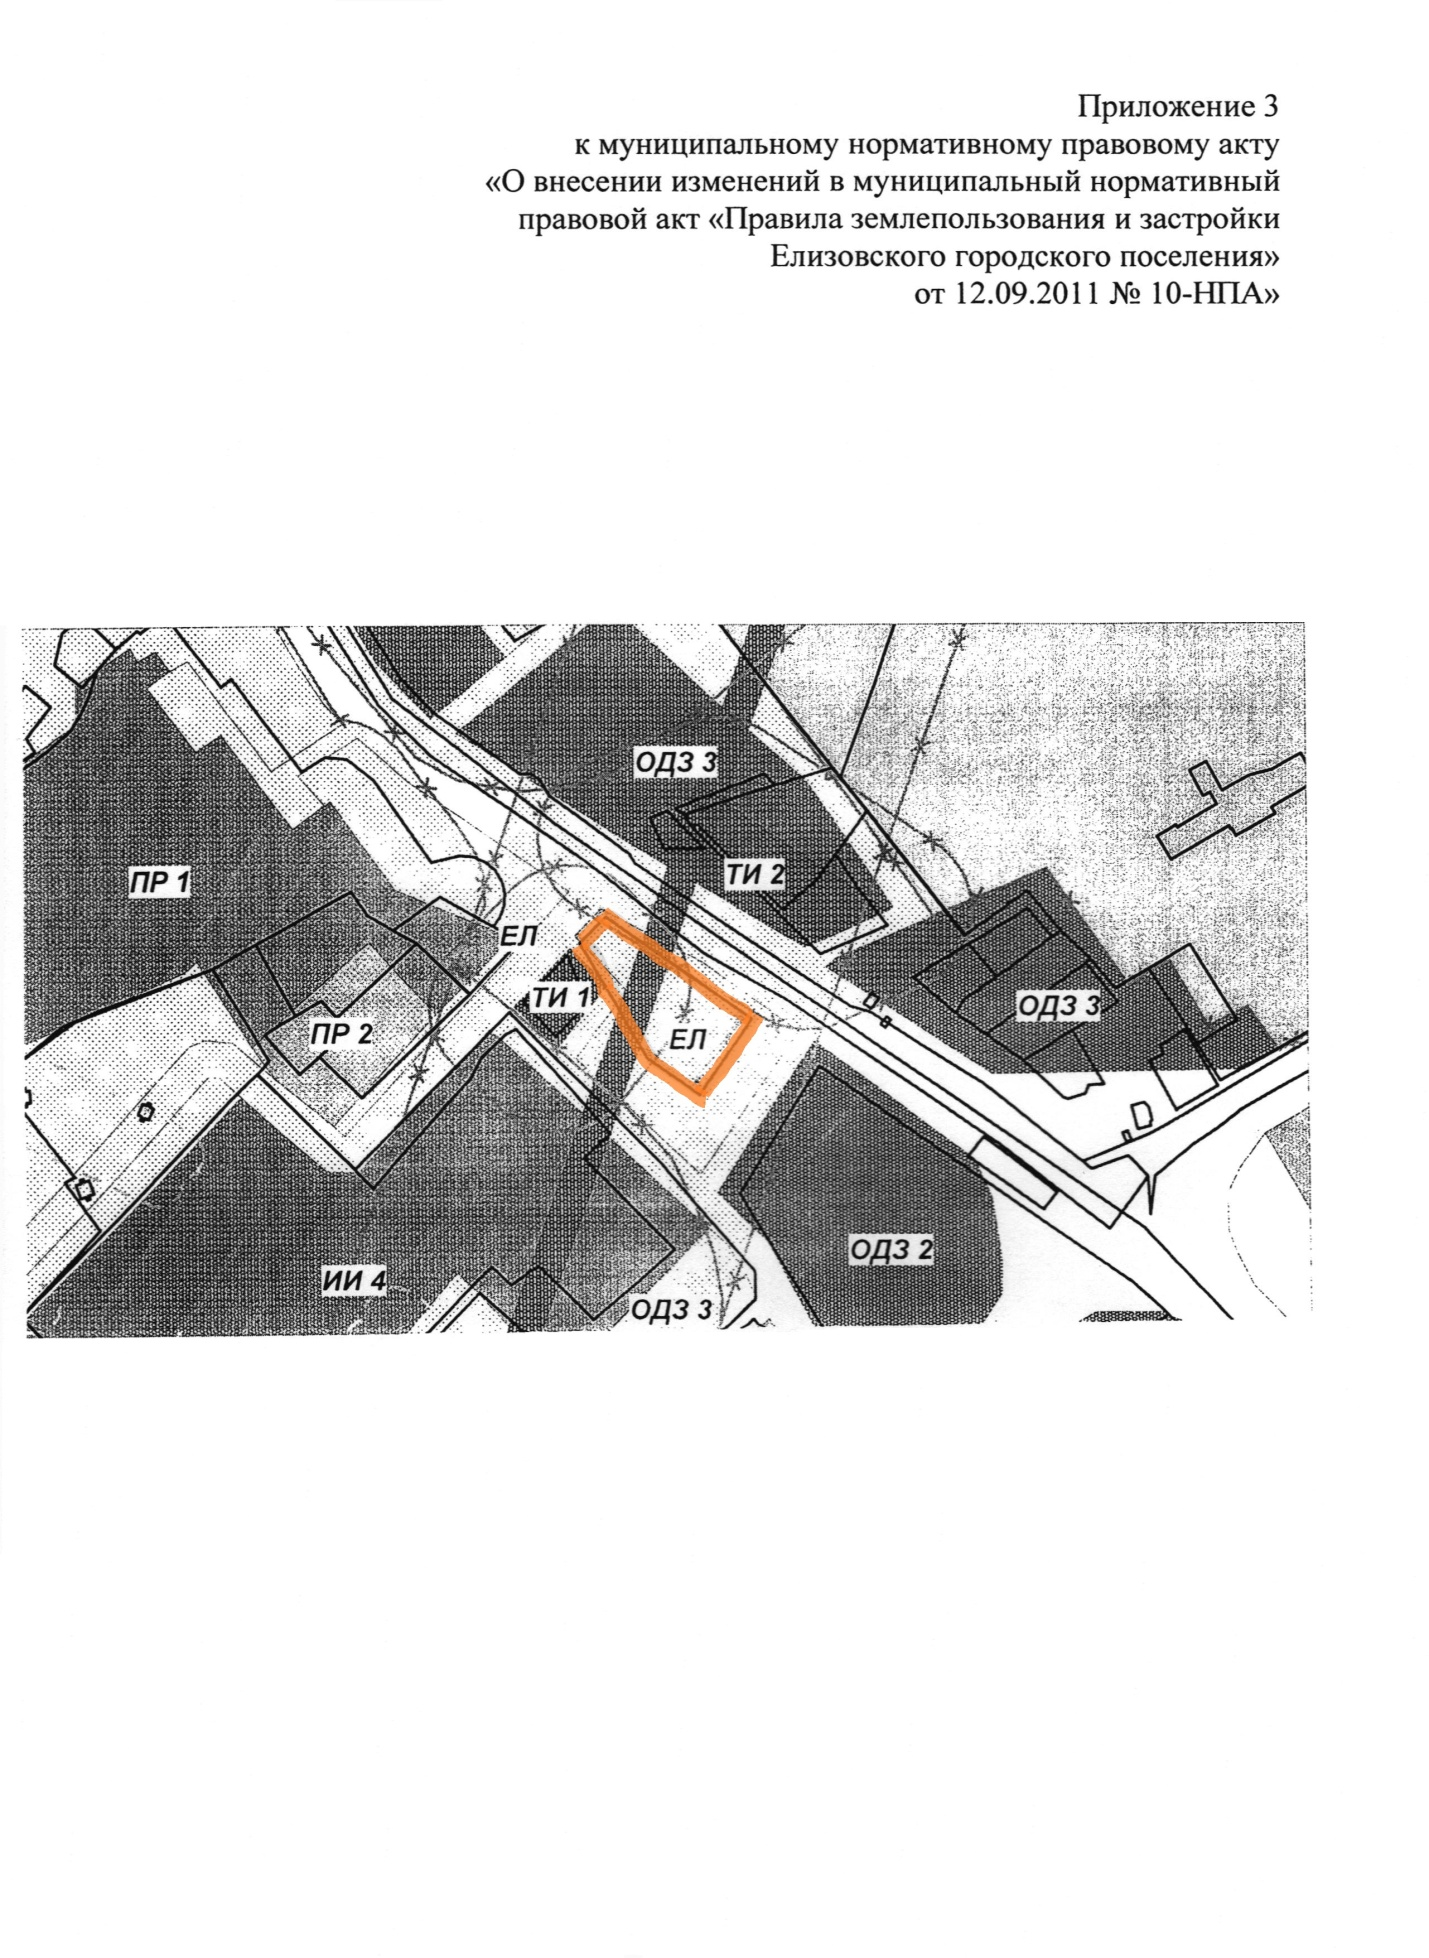 Приложение 3
к муниципальному нормативному правовому акту
«О внесении изменений в муниципальный нормативный
правовой акт «Правила землепользования и застройки
Елизовского городского поселения»
от 12.09.2011 № 10-НПА»
ОДЗ 3
ТИ 2
ПР 1
ЕЛ
ТИ 1
ОДЗ 3
ПР 2
ЕЛ
ОДЗ 2
ИИ 4
ОДЗ 3